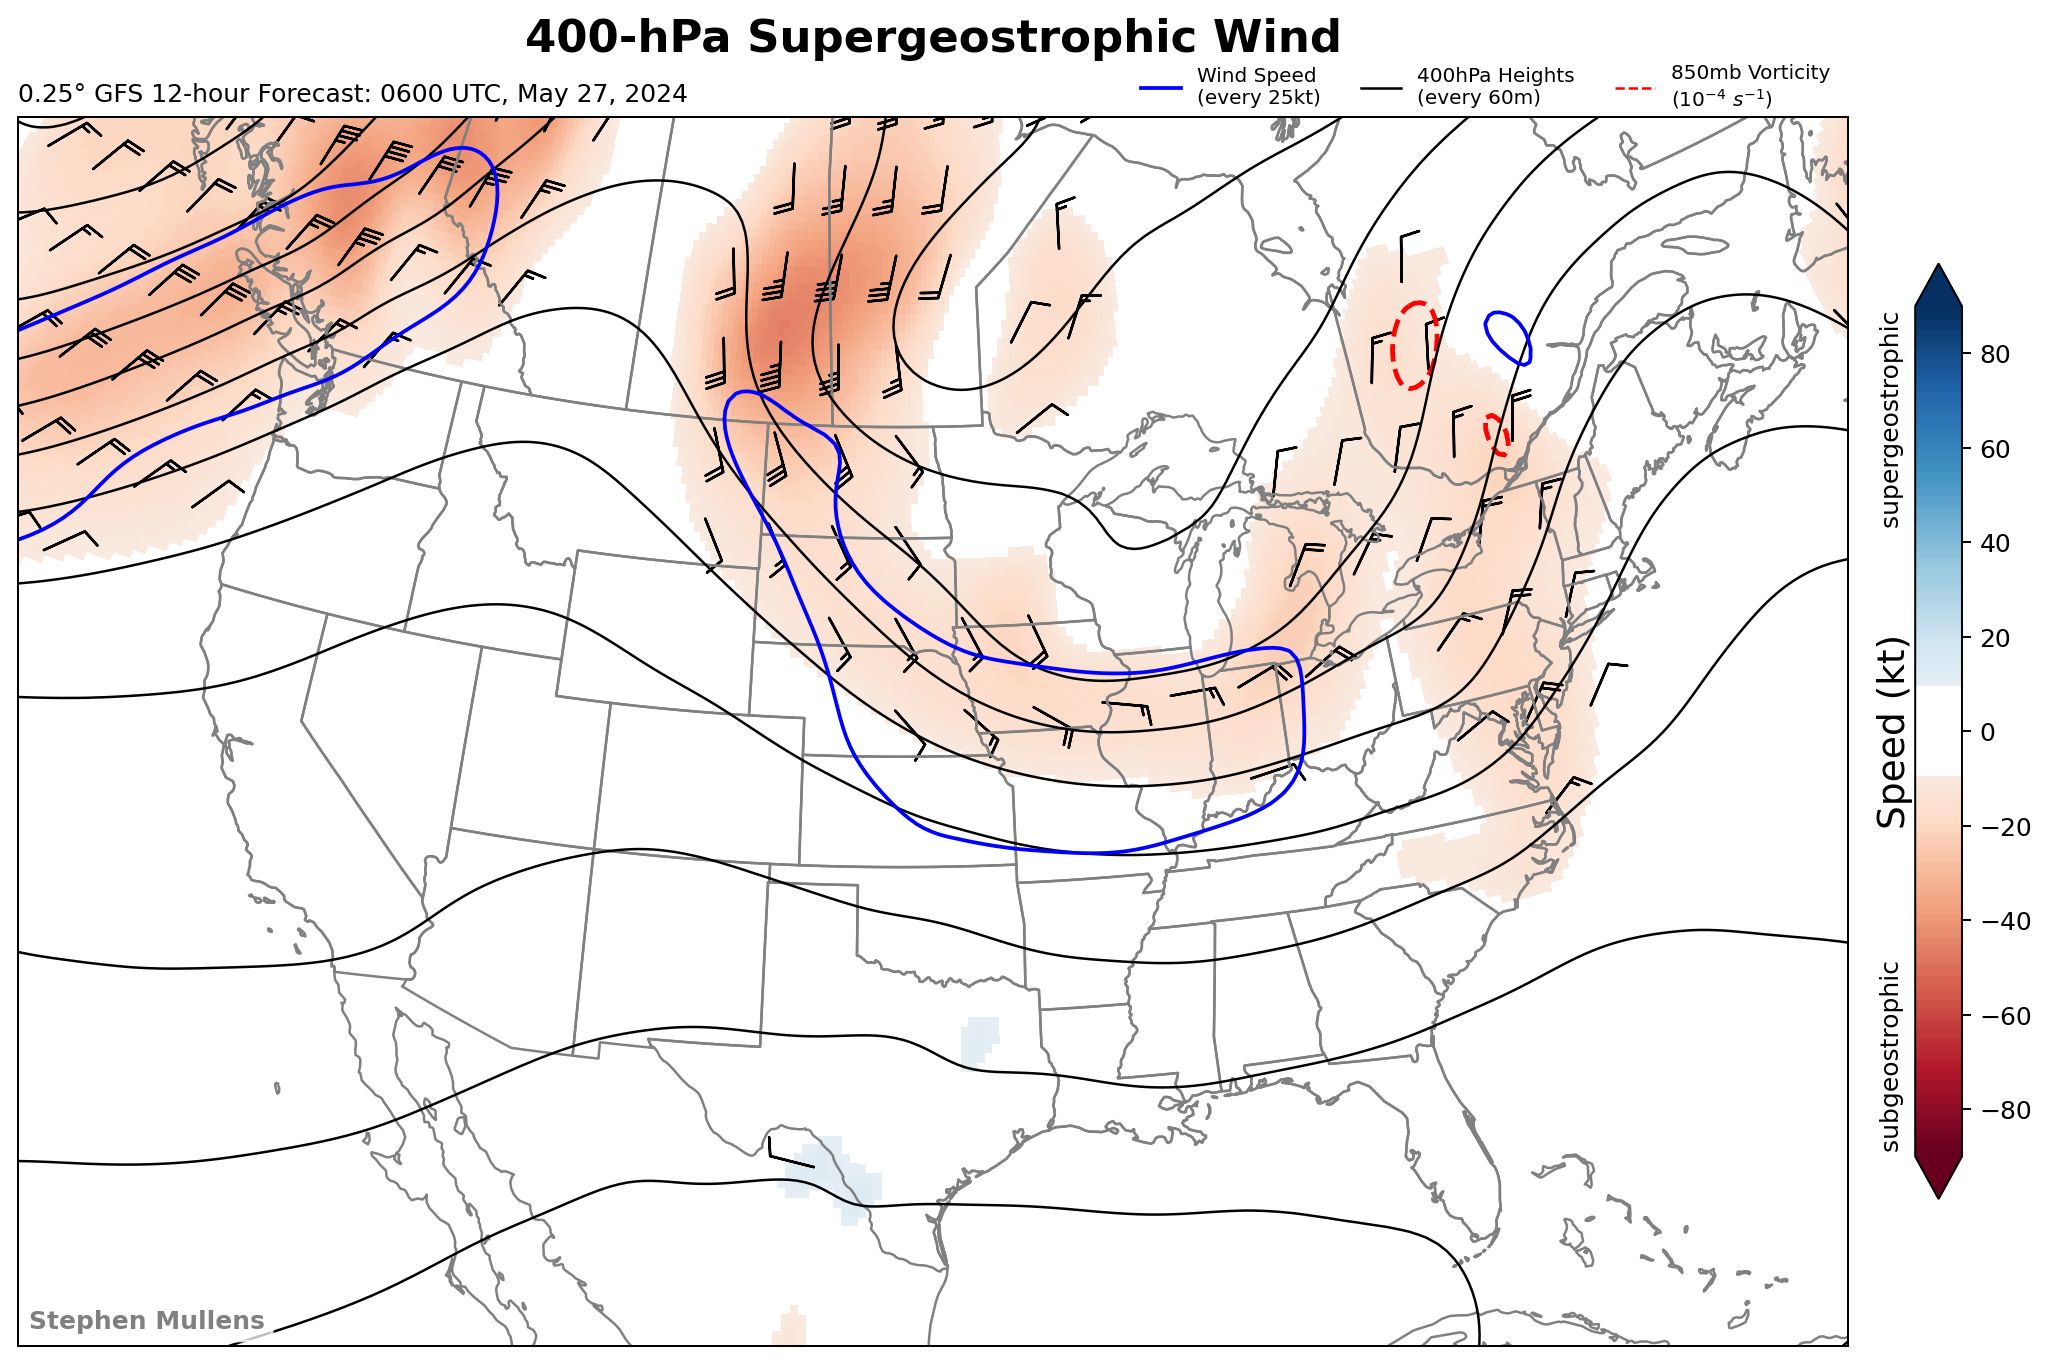 400-hPa Supergeostrophic Wind
0.25° GFS 12-hour Forecast: 0600 UTC, May 27, 2024
Wind Speed
(every 25kt)
400hPa Heights
(every 60m)
850mb Vorticity
(10⁻⁴ s⁻¹)
supergeostrophic
Speed (kt)
subgeostrophic
80
60
40
20
0
−20
−40
−60
−80
Stephen Mullens